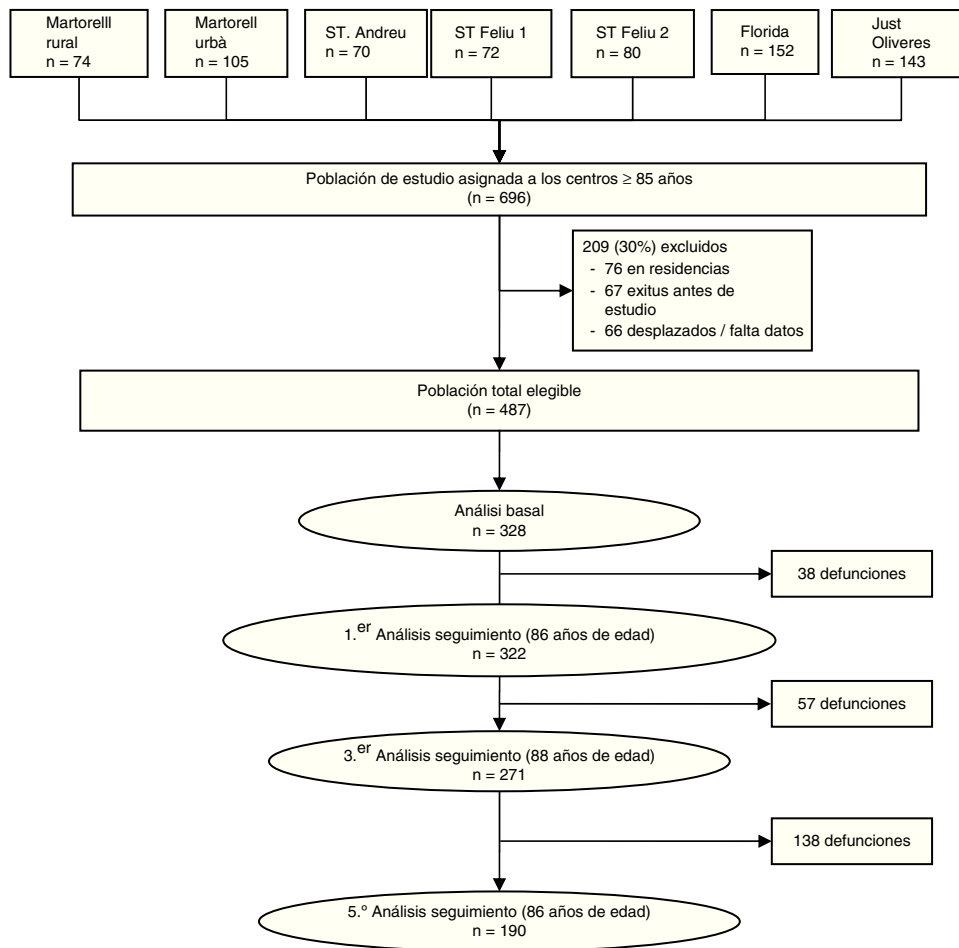 Martorelll
rural
n = 74
Martorell
urbà
n = 105
ST. Andreu
n = 70
ST Feliu 1
n = 72
ST Feliu 2
n = 80
Florida
n = 152
Just
Oliveres
n = 143
Población de estudio asignada a los centros ≥ 85 años
(n = 696)
209 (30%) excluidos
- 76 en residencias
- 67 exitus antes de
estudio
- 66 desplazados / falta datos
Población total elegible
(n = 487)
Análisi basal
n = 328
38 defunciones
1.er Análisis seguimiento (86 años de edad)
n = 322
57 defunciones
3.er Análisis seguimiento (88 años de edad)
n = 271
138 defunciones
5.º Análisis seguimiento (86 años de edad)
n = 190